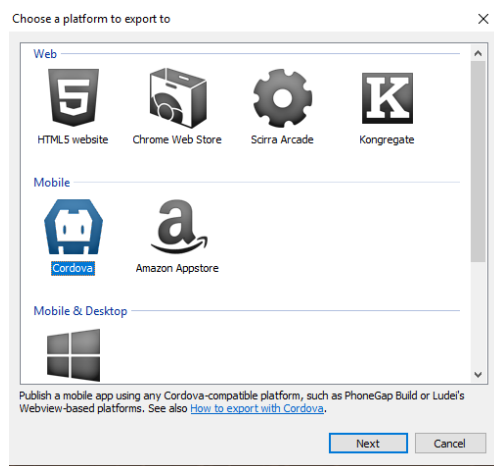 Choose a platform to export to
Web
HTML5 website Chrome Web Store Scirra Arcade Kongregate
Mobile
Cordova Amazon Appstore
Mobile & Desktop
Publish a mobile app using any Cordova-compatible platform, such as PhoneGap Build or Ludei's
Webview-based platforms. See also How to export with Cordova.
Next Cancel